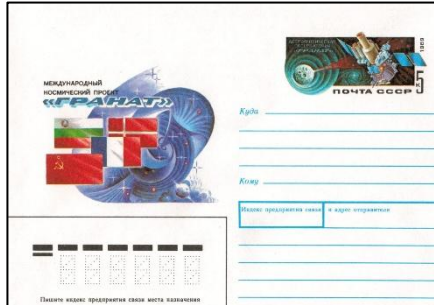 МЕЖДУНАРОДНЫЙ
КОСМИЧЕСКИЙ ПРОЕКТ
«ГРАНАТ»
1989
5
К
ПОЧТА СССР
Куда
Кому
Индекс предприятия связи и адрес отправителя
Пишите индекс предприятия связи места назначения